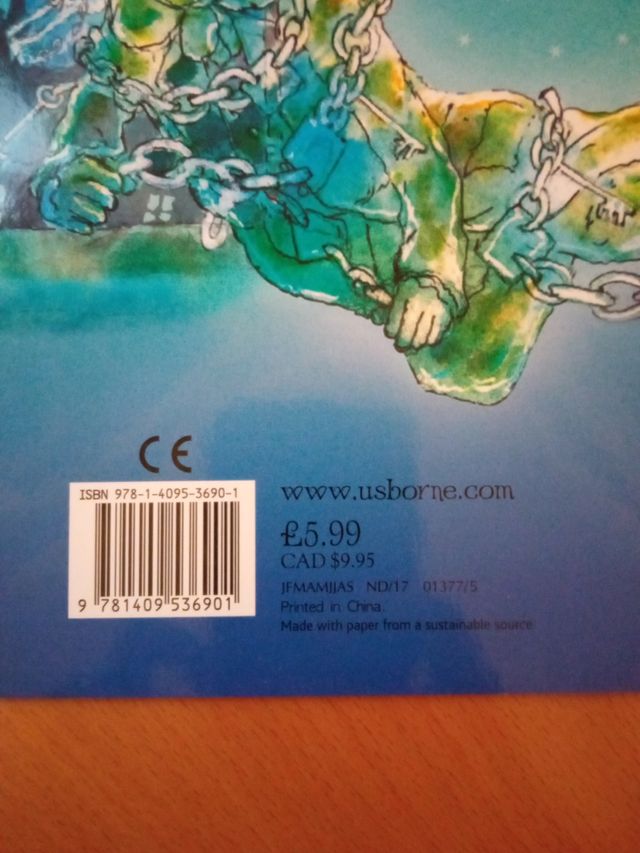 CE
ISBN 978-1-4095-3690-1
9 781409 536901
www.usborne.com
£5.99
CAD $9.95
JFMAMJJAS ND/17 01377/5
Printed in China.
Made with paper from a sustainable source.